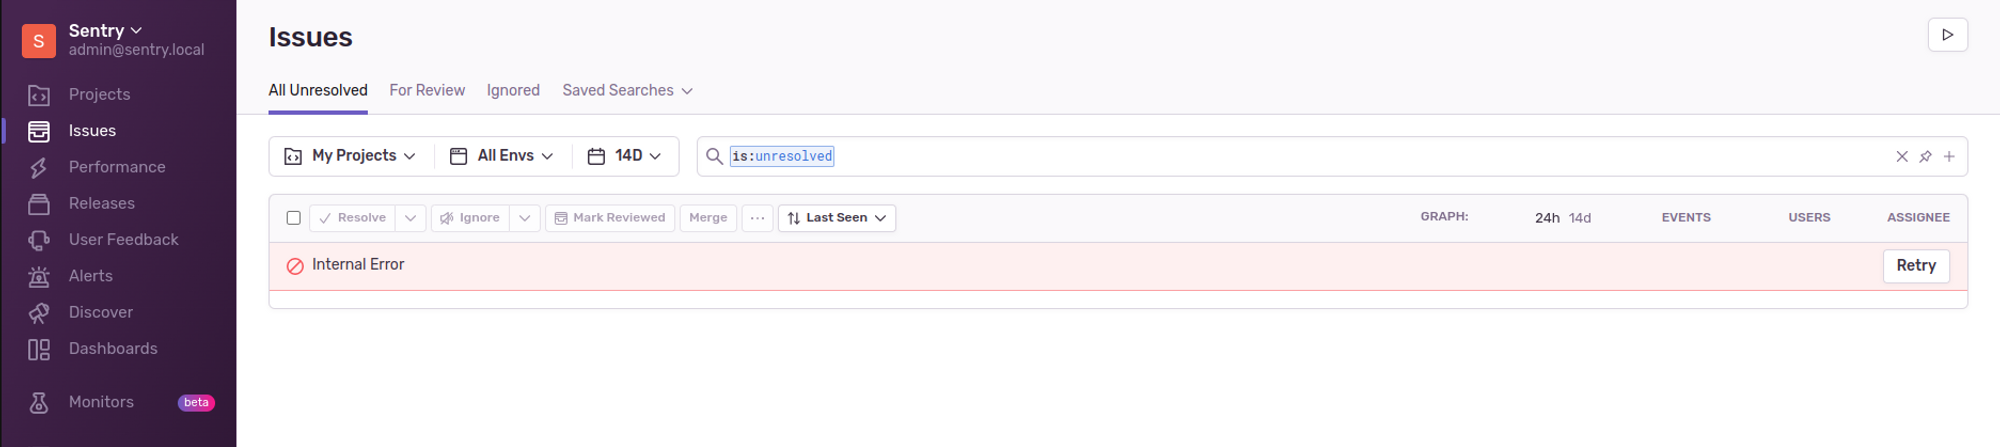 S
Sentry
admin@sentry.local
Projects
Issues
Performance
Releases
User Feedback
Alerts
Discover
Dashboards
Monitors beta
Issues
All Unresolved For Review Ignored Saved Searches
My Projects All Envs 14D is:unresolved
Resolve Ignore Mark Reviewed Merge ... Last Seen GRAPH: 24h 14d EVENTS USERS ASSIGNEE
Internal Error Retry